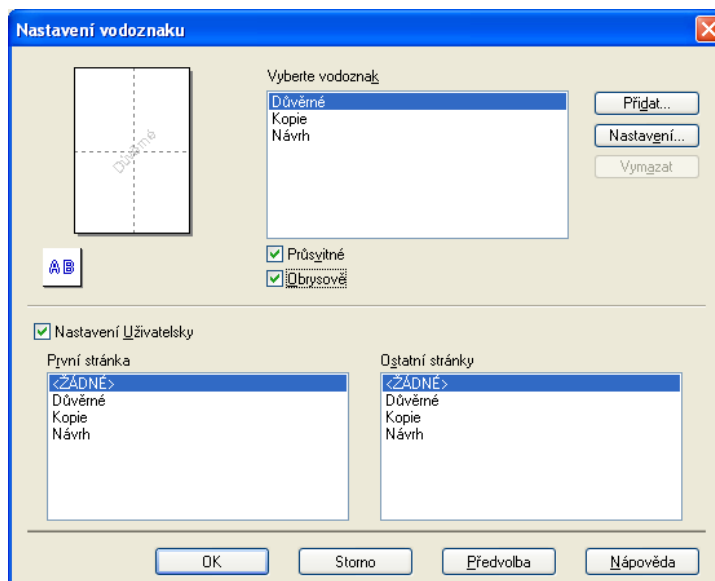 Nastavení vodoznaku
Vyberte vodoznak
Důvěrné
Kopie
Návrh
Přidat...
Nastavení...
Vymazat
Důvěrné
AB
Průsvitné
Obrysově
Nastavení Uživatelsky
První stránka
<ŽÁDNÉ>
Důvěrné
Kopie
Návrh
Ostatní stránky
<ŽÁDNÉ>
Důvěrné
Kopie
Návrh
OK
Storno
Předvolba
Nápověda